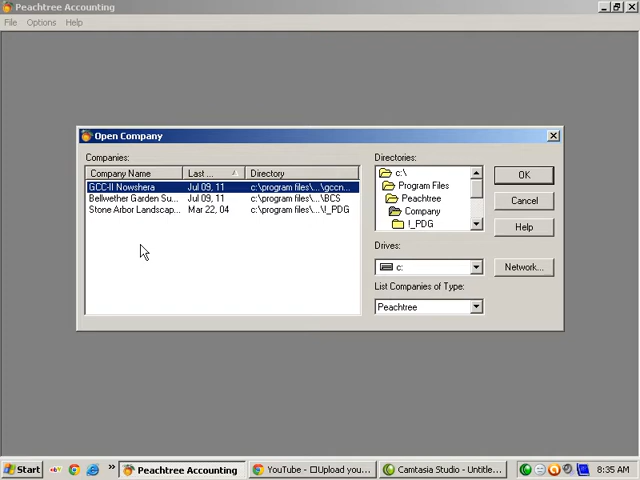 Peachtree Accounting
File Options Help
Open Company
Companies:
Directories:
Company Name Last ... Directory
GCC-II Nowshera Jul 09, 11 c:\program files\...\gccn...
Bellwether Garden Su... Jul 09, 11 c:\program files\...\BCS
Stone Arbor Landscap... Mar 22, 04 c:\program files\...\!_PDG
c:\
Program Files
Peachtree
Company
!_PDG
OK
Cancel
Help
Drives:
c:
Network...
List Companies of Type:
Peachtree
Start
»
Peachtree Accounting
YouTube - Upload you...
Camtasia Studio - Untitle...
8:35 AM